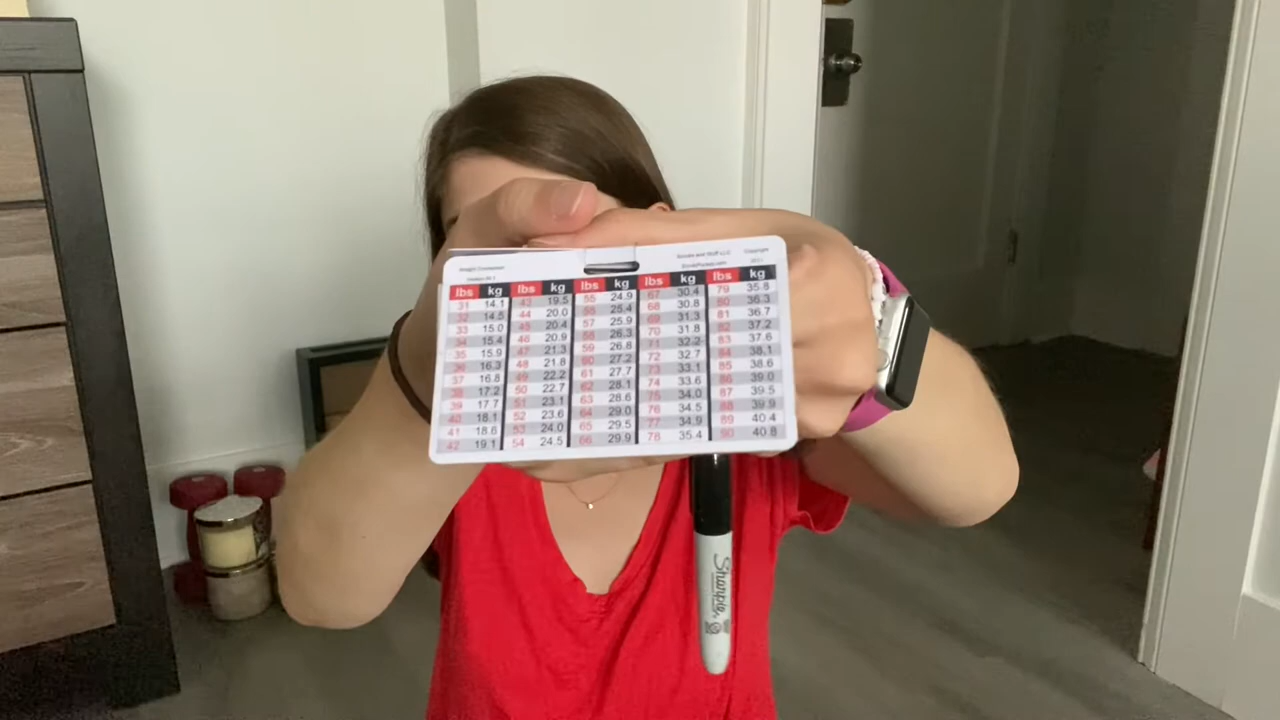 Weight Conversion
Copyright
lbs kg lbs kg lbs kg lbs kg lbs kg
31 14.1 43 19.5 55 24.9 67 30.4 79 35.8
32 14.5 44 20.0 56 25.4 68 30.8 80 36.3
33 15.0 45 20.4 57 25.9 69 31.3 81 36.7
34 15.4 46 20.9 58 26.3 70 31.8 82 37.2
35 15.9 47 21.3 59 26.8 71 32.2 83 37.6
36 16.3 48 21.8 60 27.2 72 32.7 84 38.1
37 16.8 49 22.2 61 27.7 73 33.1 85 38.6
38 17.2 50 22.7 62 28.1 74 33.6 86 39.0
39 17.7 51 23.1 63 28.6 75 34.0 87 39.5
40 18.1 52 23.6 64 29.0 76 34.5 88 39.9
41 18.6 53 24.0 65 29.5 77 34.9 89 40.4
42 19.1 54 24.5 66 29.9 78 35.4 90 40.8
Sharpie